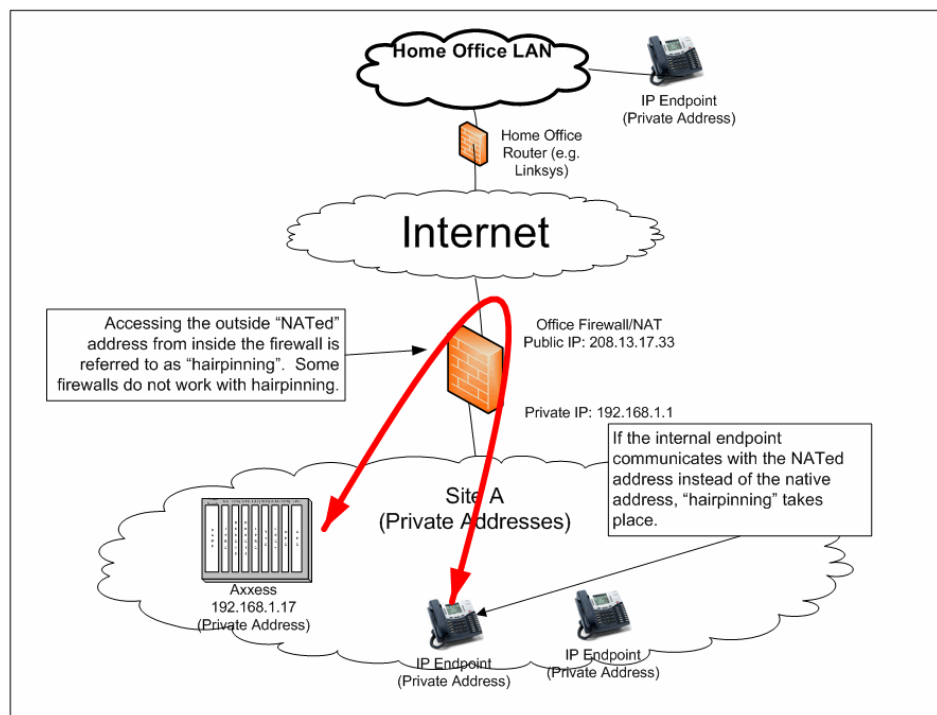 Home Office LAN
IP Endpoint
(Private Address)
Home Office
Router (e.g.
Linksys)
Internet
Accessing the outside “NATed”
address from inside the firewall is
referred to as “hairpinning”. Some
firewalls do not work with hairpinning.
Office Firewall/NAT
Public IP: 208.13.17.33
Private IP: 192.168.1.1
If the internal endpoint
communicates with the NATed
address instead of the native
address, “hairpinning” takes
place.
Site A
(Private Addresses)
Axxess
192.168.1.17
(Private Address)
IP Endpoint
(Private Address)
IP Endpoint
(Private Address)